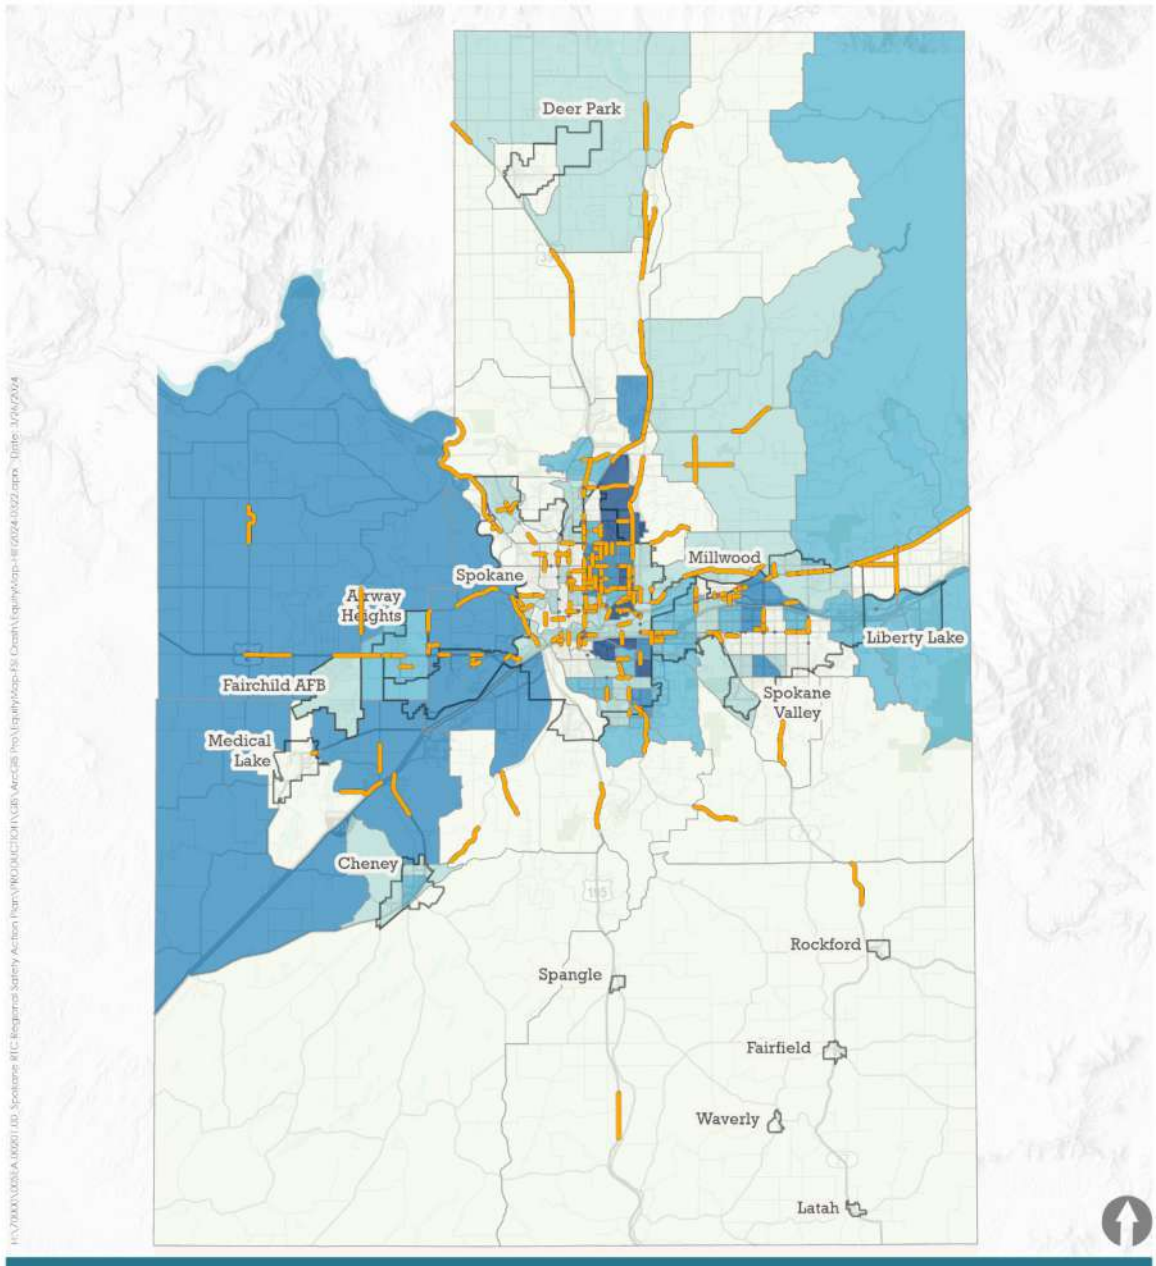 Deer Park
Millwood
Spokane
Airway
Heights
Liberty Lake
Fairchild AFB
Spokane
Valley
Medical
Lake
Cheney
195
Rockford
Spangle
Fairfield
Waverly
Latah